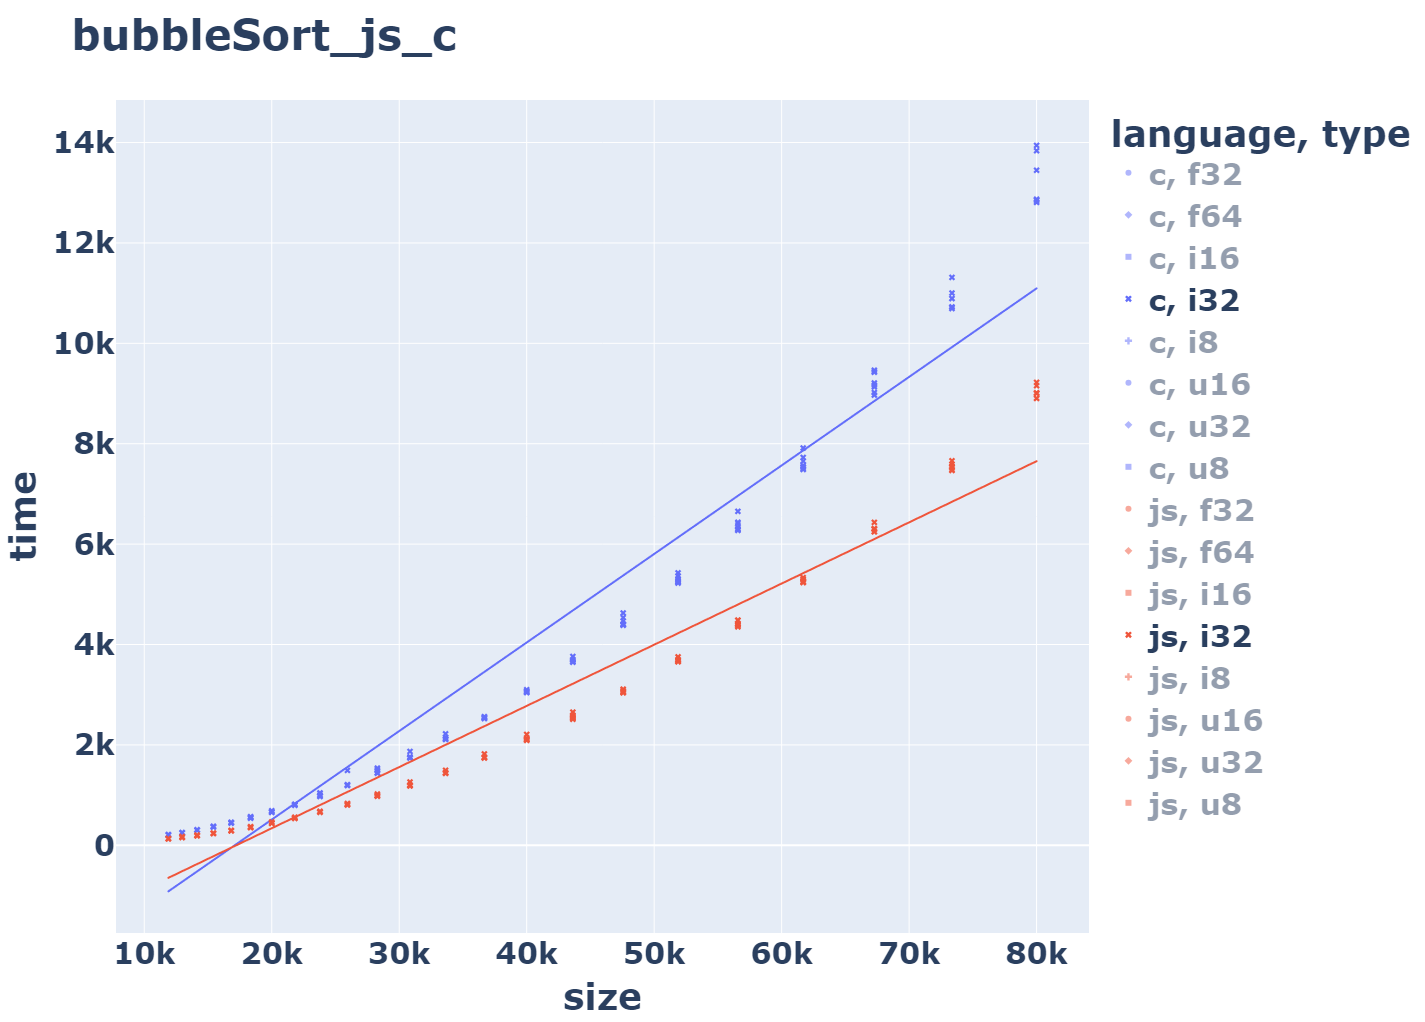 bubbleSort_js_c
14k
12k
10k
8k
6k
4k
2k
0
time
10k 20k 30k 40k 50k 60k 70k 80k
size
language, type
c, f32
c, f64
c, i16
c, i32
c, i8
c, u16
c, u32
c, u8
js, f32
js, f64
js, i16
js, i32
js, i8
js, u16
js, u32
js, u8